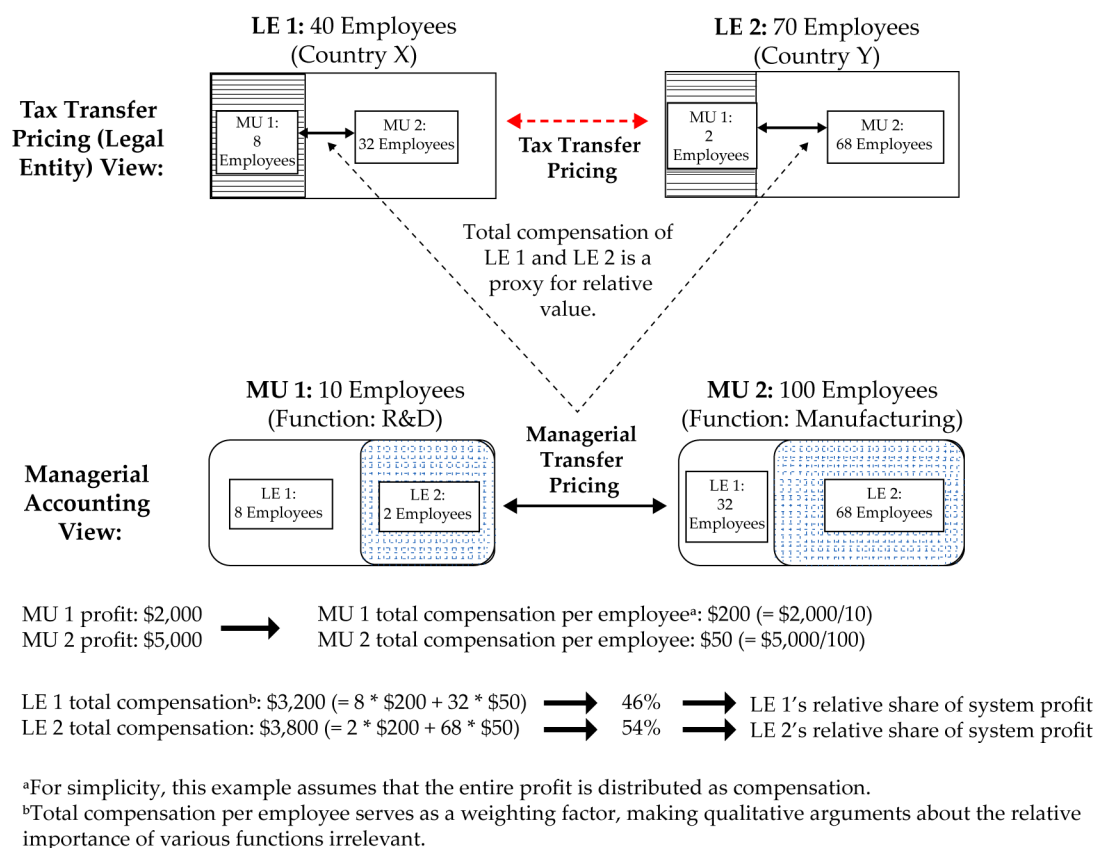 LE 1: 40 Employees
(Country X)
LE 2: 70 Employees
(Country Y)
Tax Transfer
Pricing (Legal
Entity) View:
MU 1:
8
Employees
MU 2:
32 Employees
Tax Transfer
Pricing
MU 1:
2
Employees
MU 2:
68 Employees
Total compensation of
LE 1 and LE 2 is a
proxy for relative
value.
MU 1: 10 Employees
(Function: R&D)
MU 2: 100 Employees
(Function: Manufacturing)
Managerial
Accounting
View:
LE 1:
8 Employees
LE 2:
2 Employees
Managerial
Transfer
Pricing
LE 1:
32
Employees
LE 2:
68 Employees
MU 1 profit: $2,000
MU 2 profit: $5,000
MU 1 total compensation per employeeᵃ: $200 (= $2,000/10)
MU 2 total compensation per employee: $50 (= $5,000/100)
LE 1 total compensationᵇ: $3,200 (= 8 * $200 + 32 * $50) 46% LE 1's relative share of system profit
LE 2 total compensation: $3,800 (= 2 * $200 + 68 * $50) 54% LE 2's relative share of system profit
ᵃFor simplicity, this example assumes that the entire profit is distributed as compensation.
ᵇTotal compensation per employee serves as a weighting factor, making qualitative arguments about the relative
importance of various functions irrelevant.